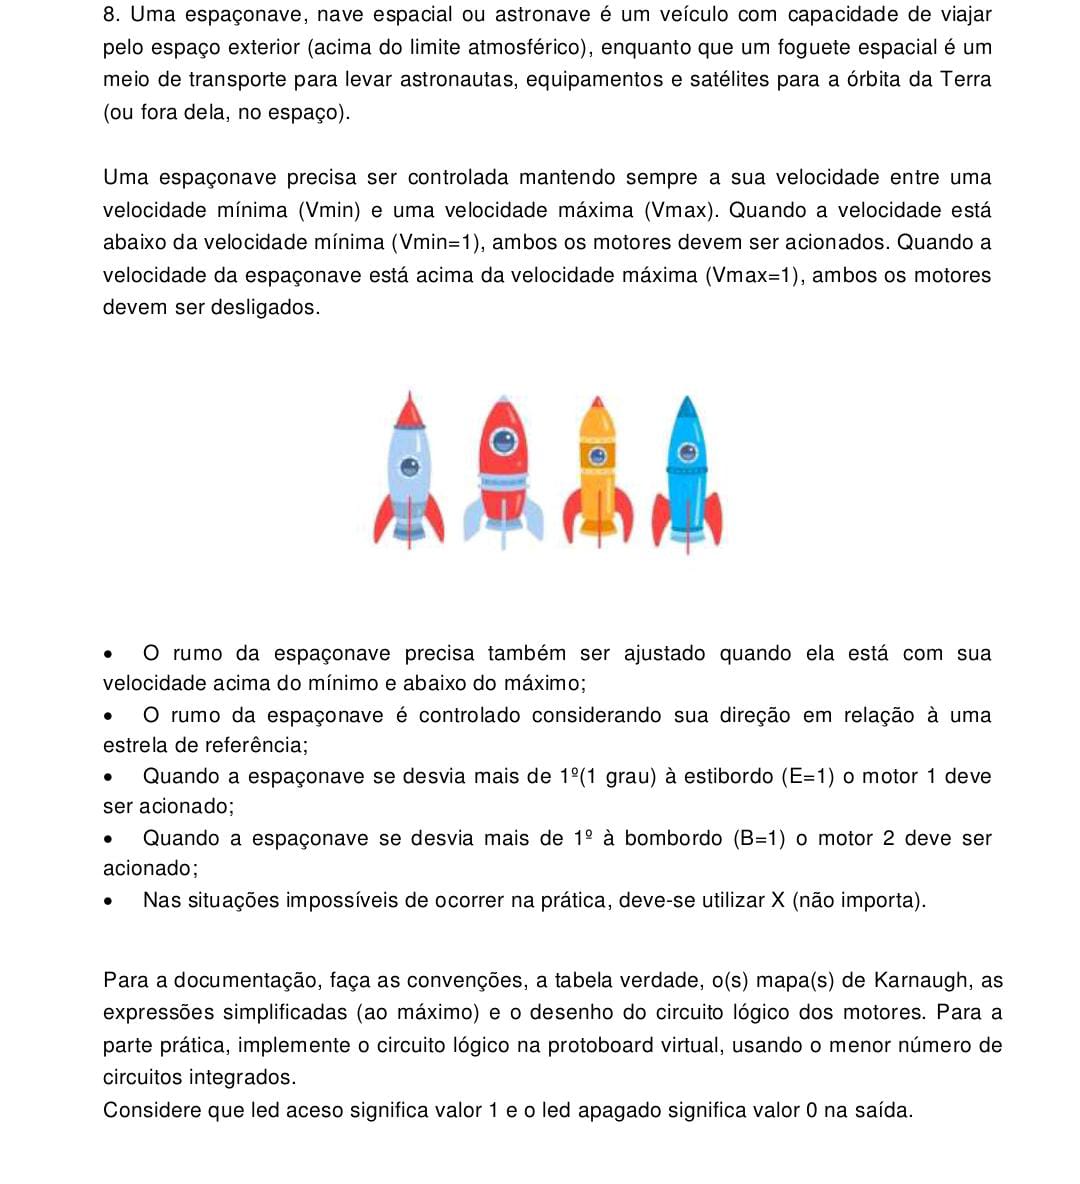 8. Uma espaçonave, nave espacial ou astronave é um veículo com capacidade de viajar
pelo espaço exterior (acima do limite atmosférico), enquanto que um foguete espacial é um
meio de transporte para levar astronautas, equipamentos e satélites para a órbita da Terra
(ou fora dela, no espaço).
Uma espaçonave precisa ser controlada mantendo sempre a sua velocidade entre uma
velocidade mínima (Vmin) e uma velocidade máxima (Vmax). Quando a velocidade está
abaixo da velocidade mínima (Vmin=1), ambos os motores devem ser acionados. Quando a
velocidade da espaçonave está acima da velocidade máxima (Vmax=1), ambos os motores
devem ser desligados.
• O rumo da espaçonave precisa também ser ajustado quando ela está com sua
velocidade acima do mínimo e abaixo do máximo;
• O rumo da espaçonave é controlado considerando sua direção em relação à uma
estrela de referência;
• Quando a espaçonave se desvia mais de 1º(1 grau) à estibordo (E=1) o motor 1 deve
ser acionado;
• Quando a espaçonave se desvia mais de 1º à bombordo (B=1) o motor 2 deve ser
acionado;
• Nas situações impossíveis de ocorrer na prática, deve-se utilizar X (não importa).
Para a documentação, faça as convenções, a tabela verdade, o(s) mapa(s) de Karnaugh, as
expressões simplificadas (ao máximo) e o desenho do circuito lógico dos motores. Para a
parte prática, implemente o circuito lógico na protoboard virtual, usando o menor número de
circuitos integrados.
Considere que led aceso significa valor 1 e o led apagado significa valor 0 na saída.